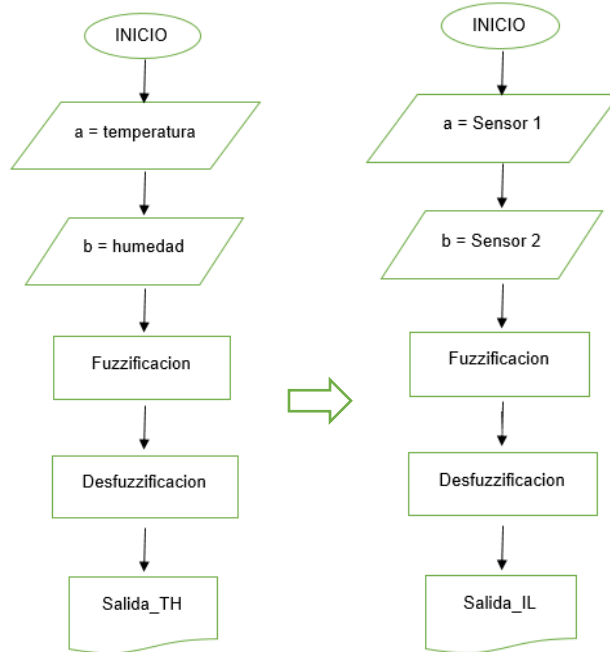 INICIO
a = temperatura
b = humedad
Fuzzificacion
Desfuzzificacion
Salida_TH
INICIO
a = Sensor 1
b = Sensor 2
Fuzzificacion
Desfuzzificacion
Salida_IL